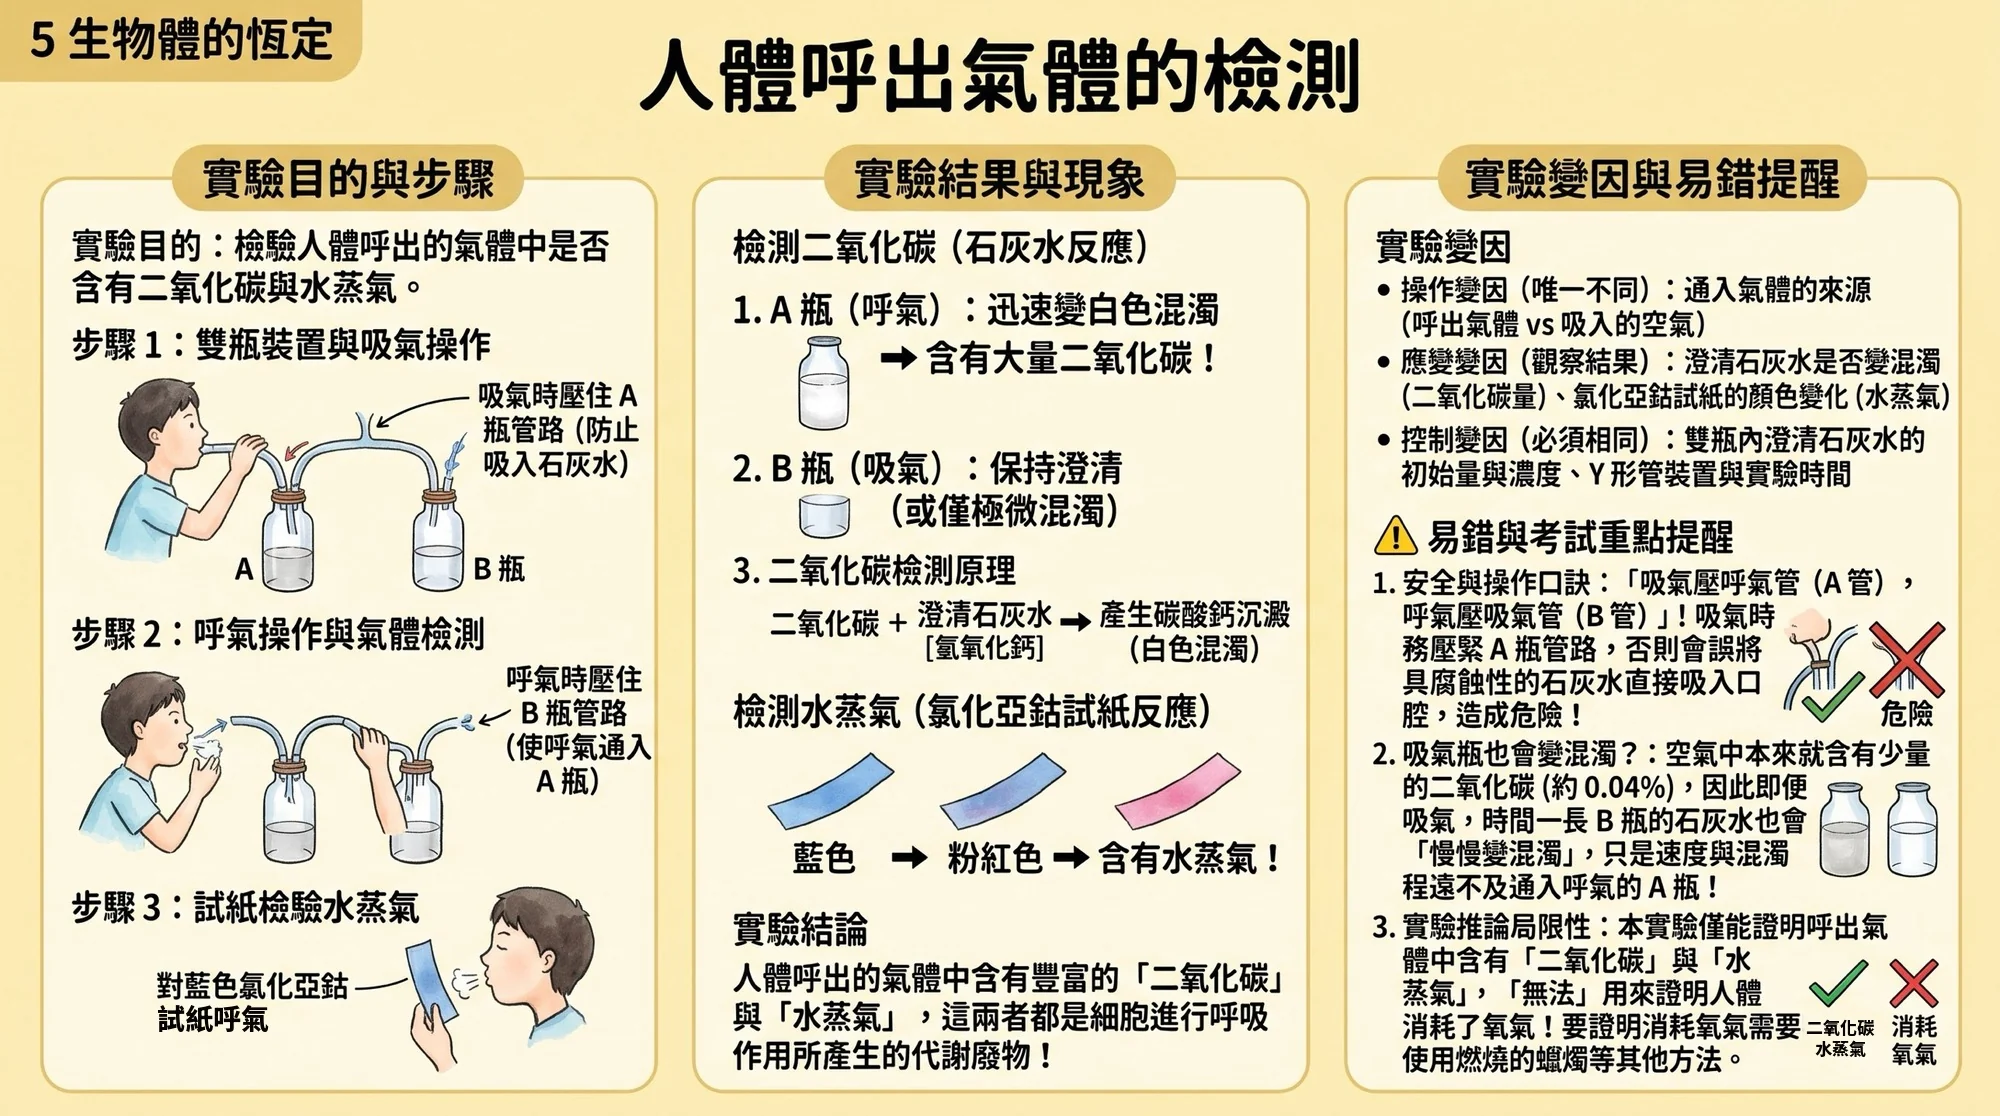 5 生物體的恆定
人體呼出氣體的檢測
實驗目的與步驟
實驗目的：檢驗人體呼出的氣體中是否
含有二氧化碳與水蒸氣。
步驟 1：雙瓶裝置與吸氣操作
吸氣時壓住 A
瓶管路（防止
吸入石灰水）
A
B 瓶
步驟 2：呼氣操作與氣體檢測
呼氣時壓住
B 瓶管路
（使呼氣通入
A 瓶）
步驟 3：試紙檢驗水蒸氣
對藍色氯化亞鈷
試紙呼氣
實驗結果與現象
檢測二氧化碳（石灰水反應）
1. A 瓶（呼氣）：迅速變白色混濁
➡ 含有大量二氧化碳！
2. B 瓶（吸氣）：保持澄清
（或僅極微混濁）
3. 二氧化碳檢測原理
二氧化碳 + 澄清石灰水 ➡ 產生碳酸鈣沉澱
[氫氧化鈣]
（白色混濁）
檢測水蒸氣（氯化亞鈷試紙反應）
藍色 ➡ 粉紅色 ➡ 含有水蒸氣！
實驗結論
人體呼出的氣體中含有豐富的「二氧化碳」
與「水蒸氣」，這兩者都是細胞進行呼吸
作用所產生的代謝廢物！
實驗變因與易錯提醒
實驗變因
• 操作變因（唯一不同）：通入氣體的來源
（呼出氣體 vs 吸入的空氣）
• 應變變因（觀察結果）：澄清石灰水是否變混濁
（二氧化碳量）、氯化亞鈷試紙的顏色變化（水蒸氣）
• 控制變因（必須相同）：雙瓶內澄清石灰水的
初始量與濃度、Y 形管裝置與實驗時間
易錯與考試重點提醒
1. 安全與操作口訣：「吸氣壓呼氣管（A 管），
呼氣壓吸氣管（B 管）」！吸氣時
務壓緊 A 瓶管路，否則會誤將
具腐蝕性的石灰水直接吸入口
腔，造成危險！
危險
2. 吸氣瓶也會變混濁？：空氣中本來就含有少量
的二氧化碳 (約 0.04%)，因此即便
吸氣，時間一長 B 瓶的石灰水也會
「慢慢變混濁」，只是速度與混濁
程遠不及通入呼氣的 A 瓶！
3. 實驗推論局限性：本實驗僅能證明呼出氣
體中含有「二氧化碳」與「水
蒸氣」，「無法」用來證明人體
消耗了氧氣！要證明消耗氧氣需要
使用燃燒的蠟燭等其他方法。
二氧化碳
水蒸氣
消耗
氧氣